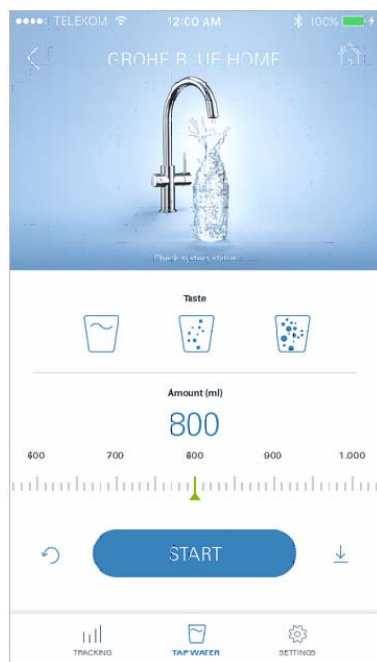 TELEKOM 12:00 AM 100%
GROHE BLUE HOME
Check system status...
Taste
Amount (ml)
800
600 700 800 900 1.000
START
TRACKING TAP WATER SETTINGS